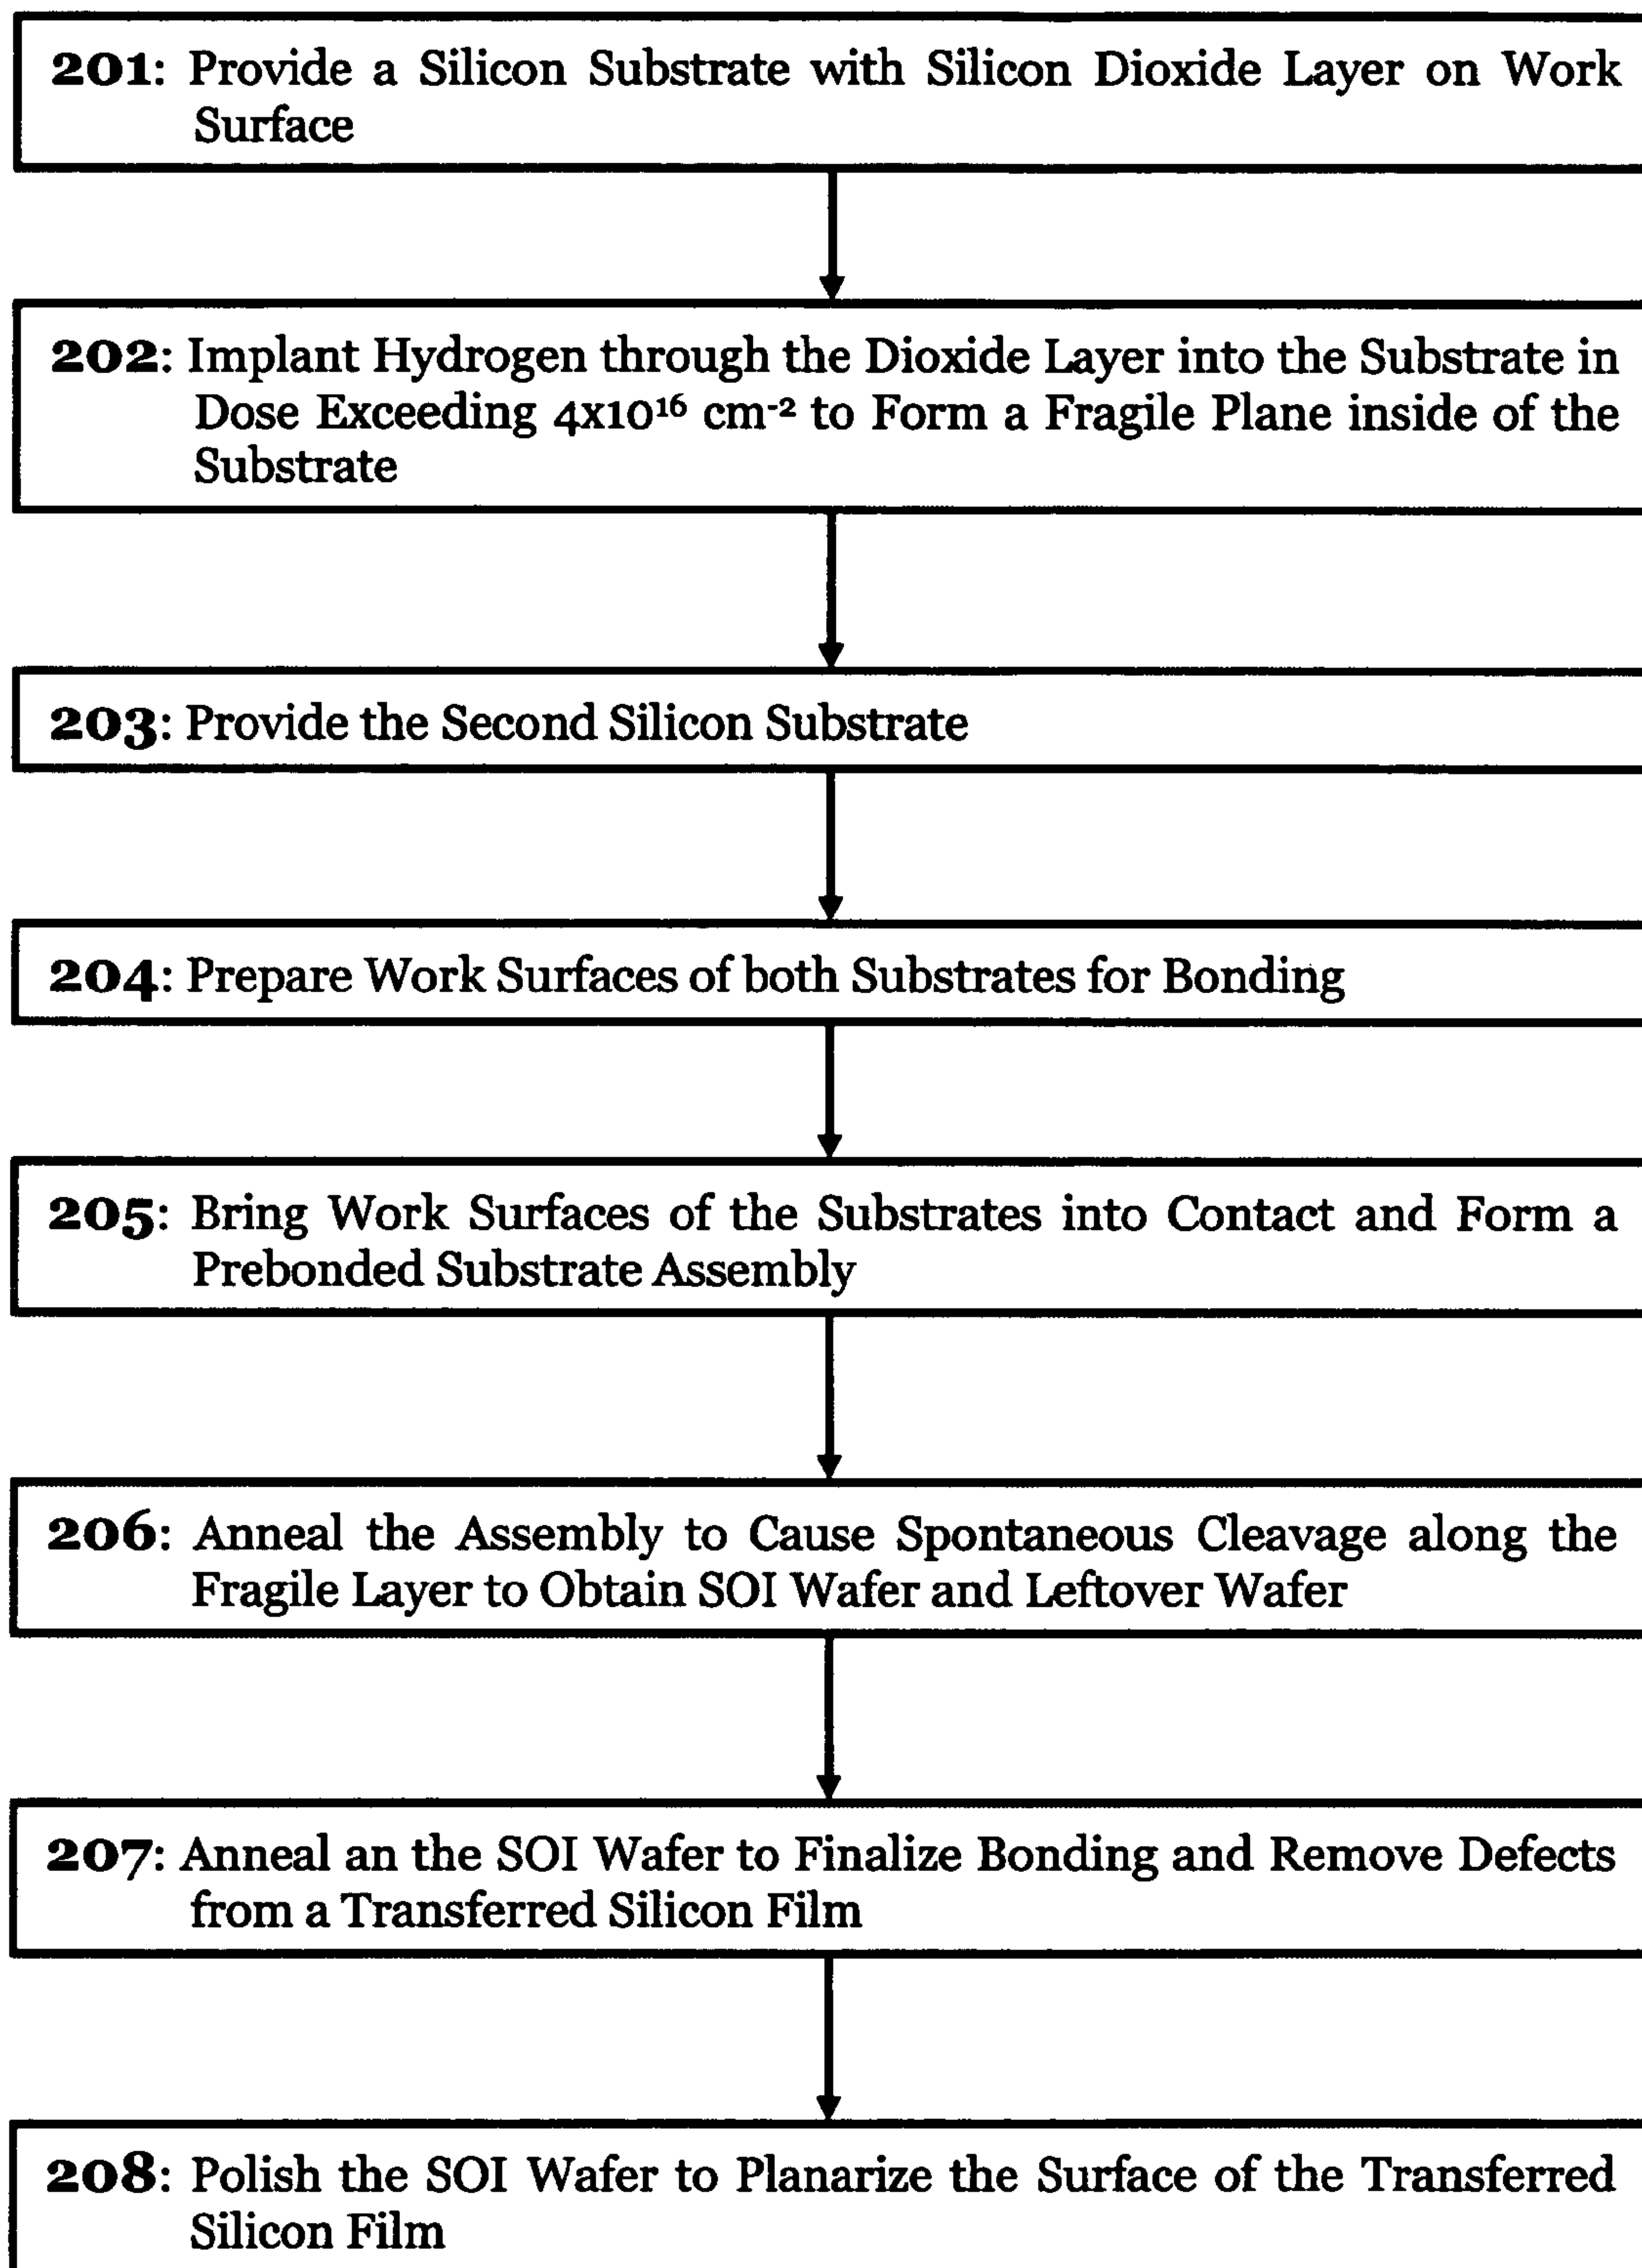 201: Provide a Silicon Substrate with Silicon Dioxide Layer on Work
Surface
202: Implant Hydrogen through the Dioxide Layer into the Substrate in
Dose Exceeding 4x10¹⁶ cm⁻² to Form a Fragile Plane inside of the
Substrate
203: Provide the Second Silicon Substrate
204: Prepare Work Surfaces of both Substrates for Bonding
205: Bring Work Surfaces of the Substrates into Contact and Form a
Prebonded Substrate Assembly
206: Anneal the Assembly to Cause Spontaneous Cleavage along the
Fragile Layer to Obtain SOI Wafer and Leftover Wafer
207: Anneal an the SOI Wafer to Finalize Bonding and Remove Defects
from a Transferred Silicon Film
208: Polish the SOI Wafer to Planarize the Surface of the Transferred
Silicon Film